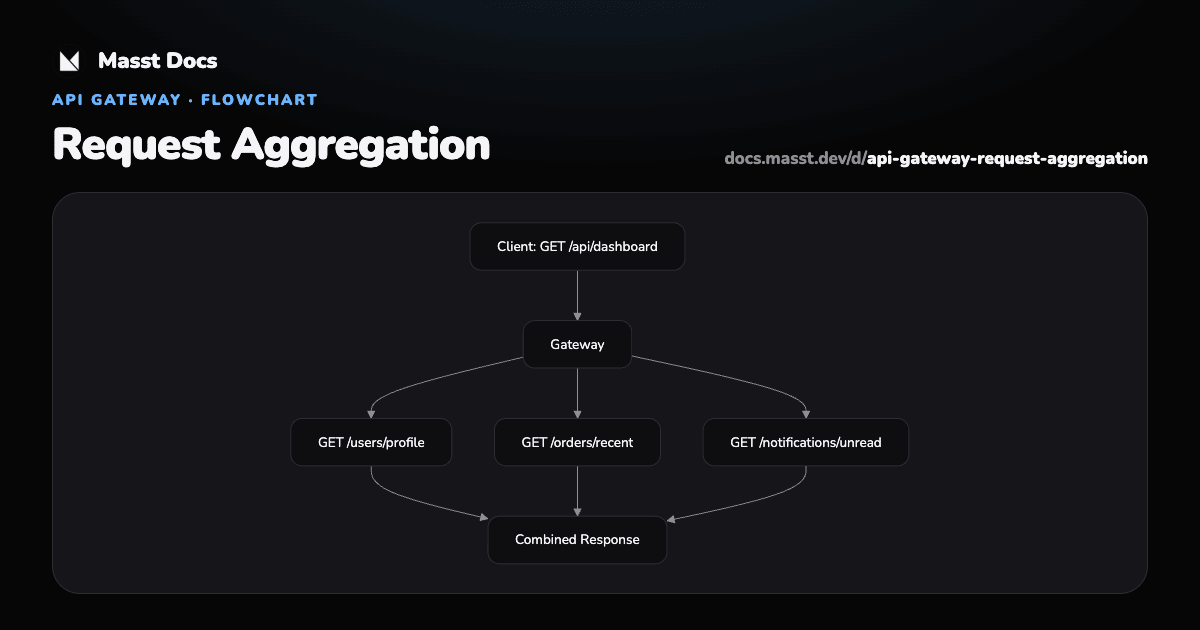 Masst Docs
API GATEWAY · FLOWCHART
Request Aggregation
docs.masst.dev/d/api-gateway-request-aggregation
Client: GET /api/dashboard
Gateway
GET /users/profile
GET /orders/recent
GET /notifications/unread
Combined Response